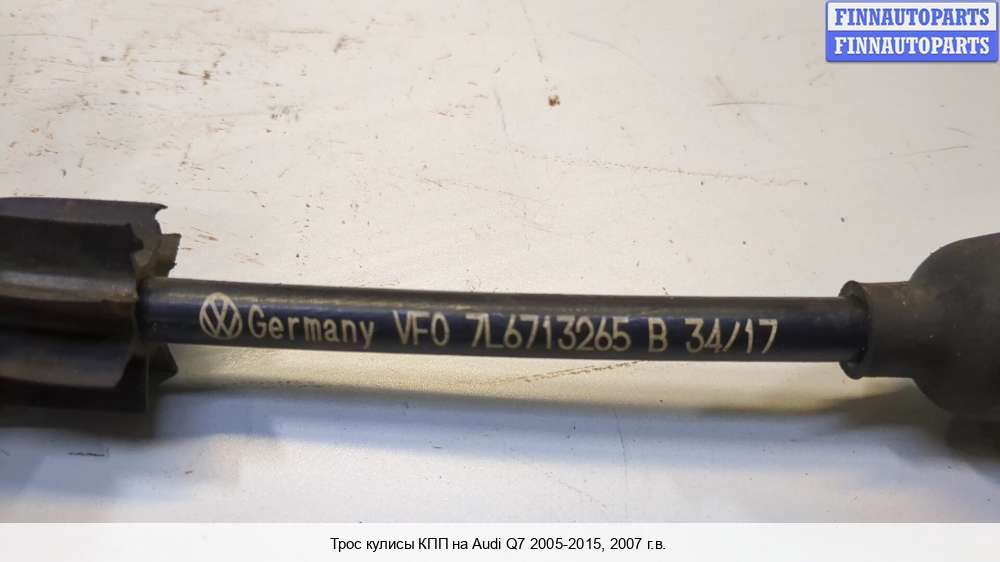 FINNAUTOPARTS
FINNAUTOPARTS
Germany VFO 7L6713265 B 34/17
Трос кулисы КПП на Audi Q7 2005-2015, 2007 г.в.